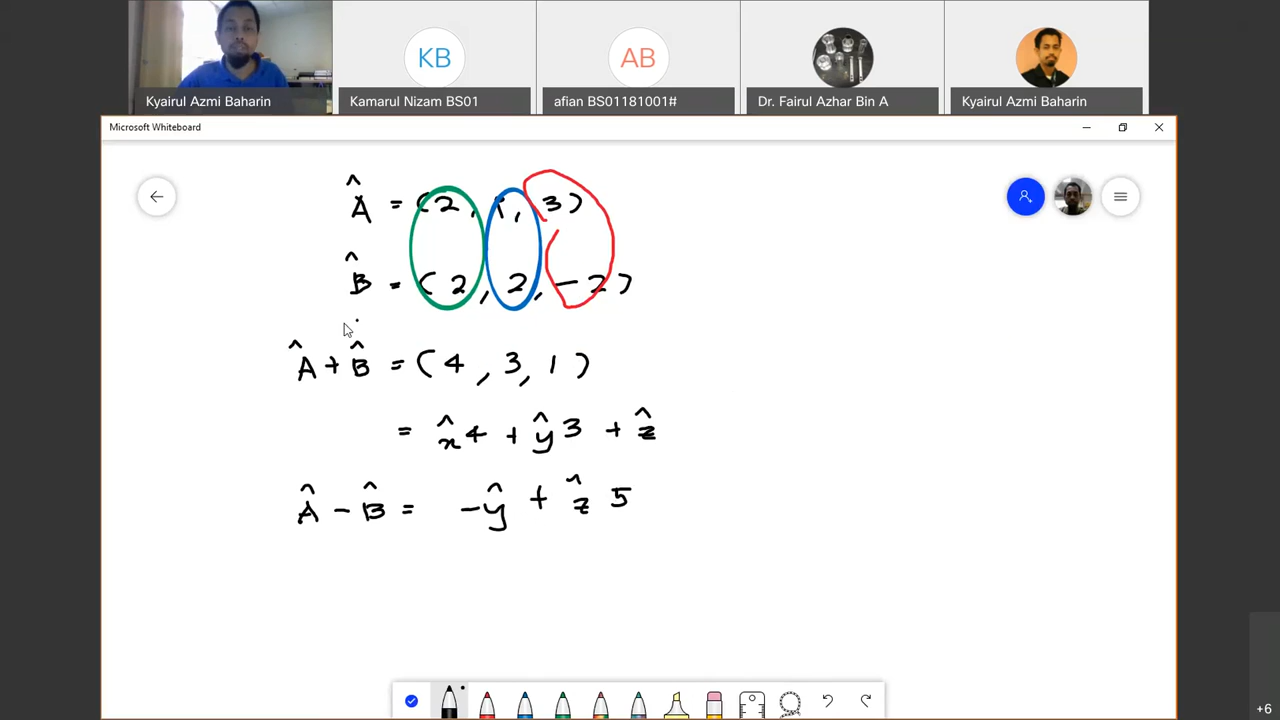 KB
AB
Kyairul Azmi Baharin
Kamarul Nizam BS01
afian BS01181001#
Dr. Fairul Azhar Bin A
Kyairul Azmi Baharin
Microsoft Whiteboard
Â = (2, 1, 3)
B̂ = (2, 2, -2)
Â + B̂ = (4, 3, 1)
= x̂4 + ŷ3 + ẑ
Â - B̂ = -ŷ + ẑ5
+6